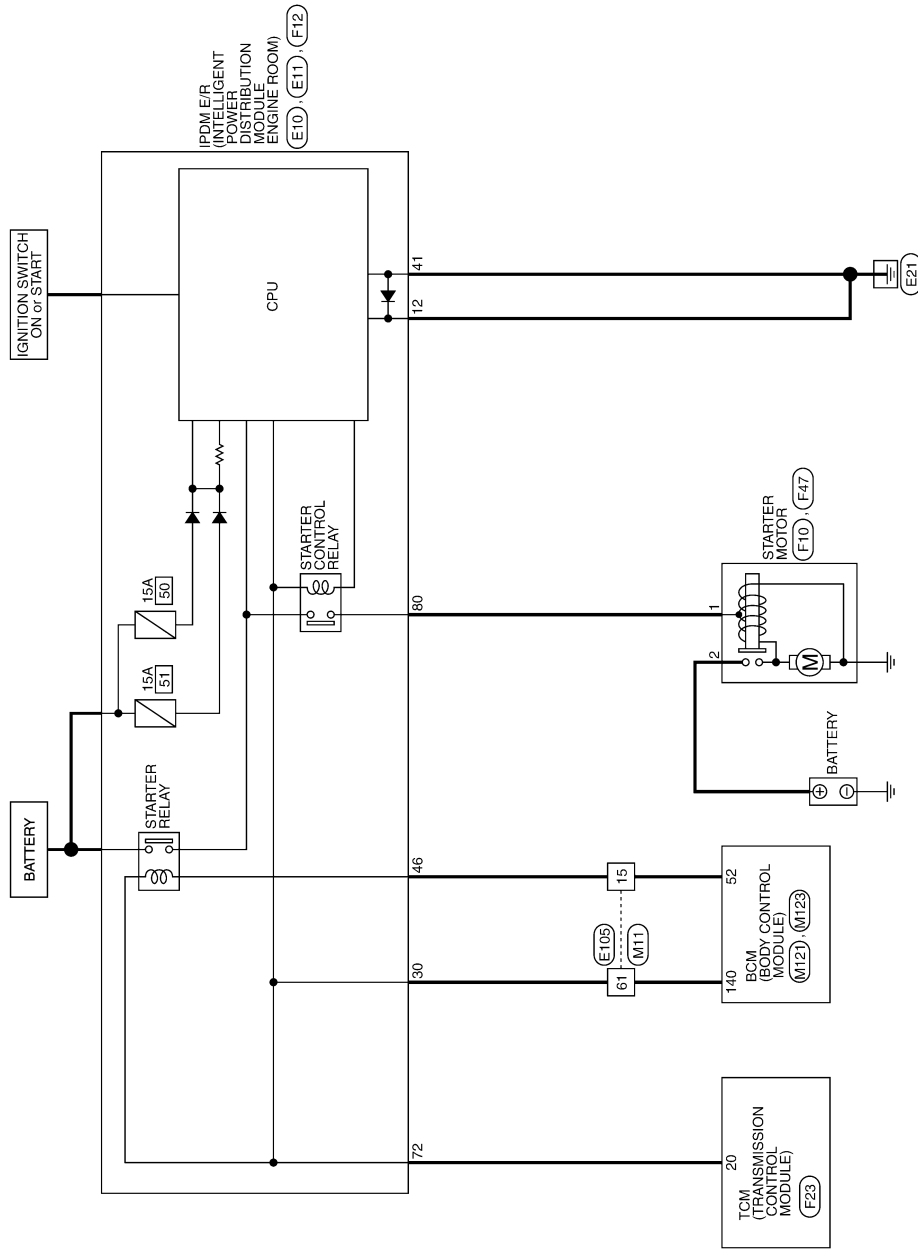 BATTERY
IGNITION SWITCH
ON or START
IPDM E/R
(INTELLIGENT
POWER
DISTRIBUTION
MODULE
ENGINE ROOM)
E10 , E11 , F12
STARTER
RELAY
15A
51
15A
50
STARTER
CONTROL
RELAY
CPU
72
30
46
80
12
41
E105
M11
61
15
20
TCM
(TRANSMISSION
CONTROL
MODULE)
F23
140
52
BCM
(BODY CONTROL
MODULE)
M121 , M123
BATTERY
2
1
M
STARTER
MOTOR
F10 , F47
E21